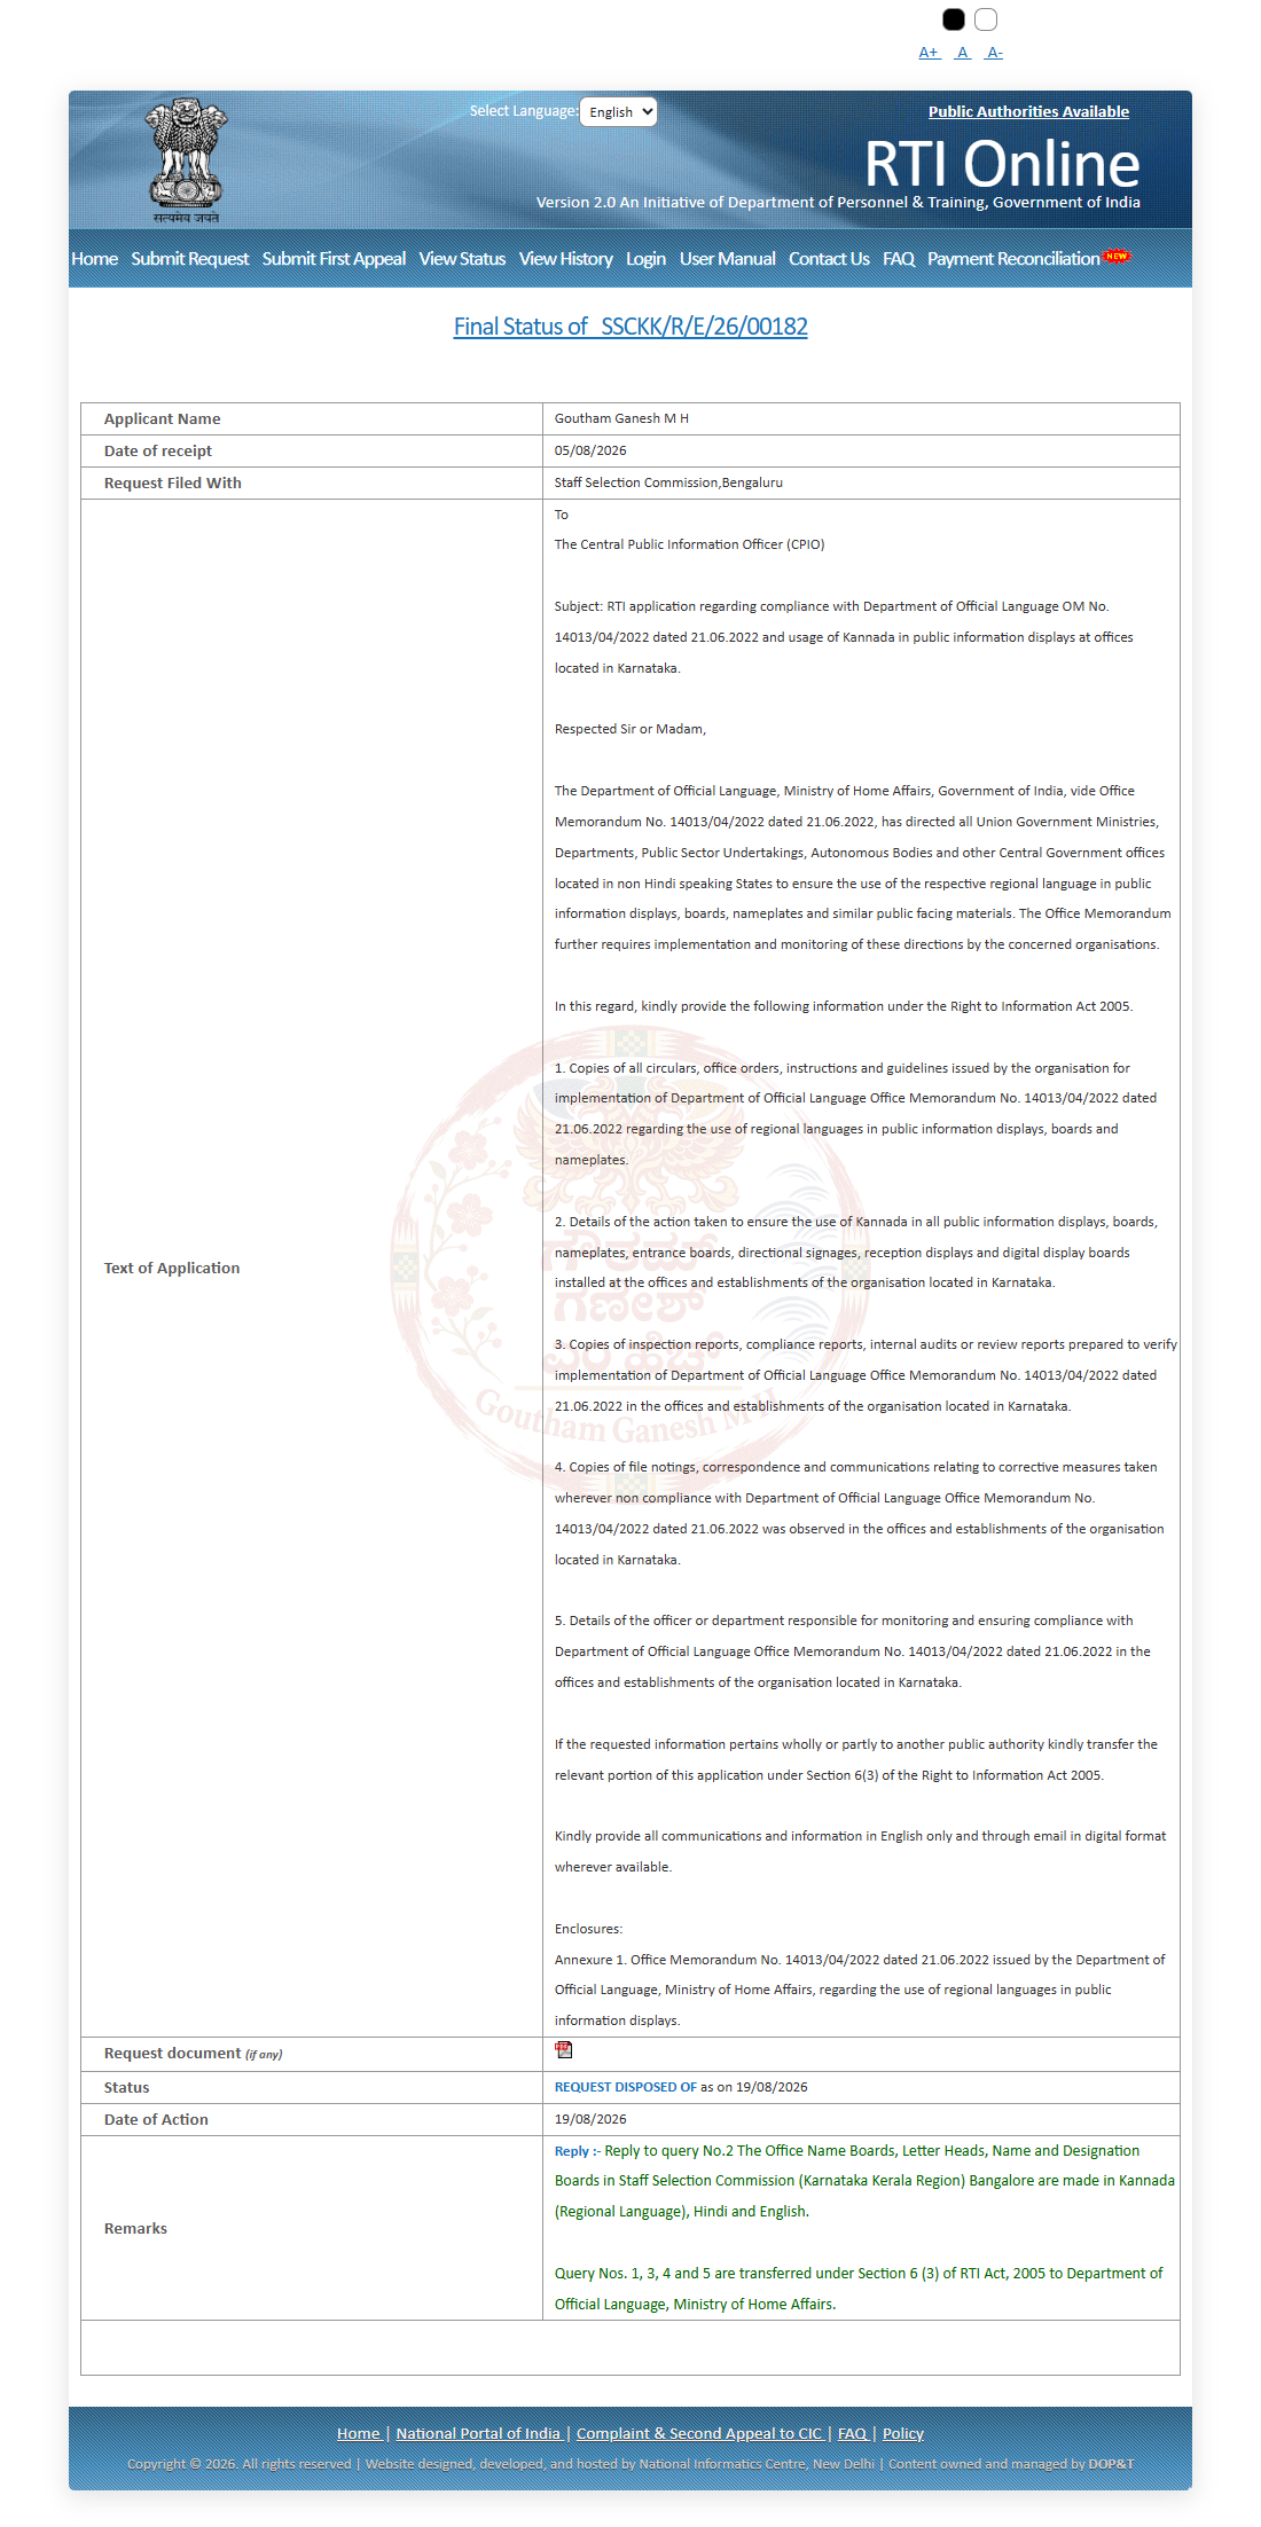 A+ A A-
Select Language: English
Public Authorities Available
RTI Online
Version 2.0 An Initiative of Department of Personnel & Training, Government of India
सत्यमेव जयते
Home Submit Request Submit First Appeal View Status View History Login User Manual Contact Us FAQ Payment Reconciliation NEW
Final Status of SSCKK/R/E/26/00182
Applicant Name Goutham Ganesh M H
Date of receipt 05/08/2026
Request Filed With Staff Selection Commission,Bengaluru
Text of Application
To
The Central Public Information Officer (CPIO)
Subject: RTI application regarding compliance with Department of Official Language OM No.
14013/04/2022 dated 21.06.2022 and usage of Kannada in public information displays at offices
located in Karnataka.
Respected Sir or Madam,
The Department of Official Language, Ministry of Home Affairs, Government of India, vide Office
Memorandum No. 14013/04/2022 dated 21.06.2022, has directed all Union Government Ministries,
Departments, Public Sector Undertakings, Autonomous Bodies and other Central Government offices
located in non Hindi speaking States to ensure the use of the respective regional language in public
information displays, boards, nameplates and similar public facing materials. The Office Memorandum
further requires implementation and monitoring of these directions by the concerned organisations.
In this regard, kindly provide the following information under the Right to Information Act 2005.
1. Copies of all circulars, office orders, instructions and guidelines issued by the organisation for
implementation of Department of Official Language Office Memorandum No. 14013/04/2022 dated
21.06.2022 regarding the use of regional languages in public information displays, boards and
nameplates.
2. Details of the action taken to ensure the use of Kannada in all public information displays, boards,
nameplates, entrance boards, directional signages, reception displays and digital display boards
installed at the offices and establishments of the organisation located in Karnataka.
3. Copies of inspection reports, compliance reports, internal audits or review reports prepared to verify
implementation of Department of Official Language Office Memorandum No. 14013/04/2022 dated
21.06.2022 in the offices and establishments of the organisation located in Karnataka.
4. Copies of file notings, correspondence and communications relating to corrective measures taken
wherever non compliance with Department of Official Language Office Memorandum No.
14013/04/2022 dated 21.06.2022 was observed in the offices and establishments of the organisation
located in Karnataka.
5. Details of the officer or department responsible for monitoring and ensuring compliance with
Department of Official Language Office Memorandum No. 14013/04/2022 dated 21.06.2022 in the
offices and establishments of the organisation located in Karnataka.
If the requested information pertains wholly or partly to another public authority kindly transfer the
relevant portion of this application under Section 6(3) of the Right to Information Act 2005.
Kindly provide all communications and information in English only and through email in digital format
wherever available.
Enclosures:
Annexure 1. Office Memorandum No. 14013/04/2022 dated 21.06.2022 issued by the Department of
Official Language, Ministry of Home Affairs, regarding the use of regional languages in public
information displays.
ಗೌತಮ್
ಗಣೇಶ್
ಎಂ ಹೆಚ್
Goutham Ganesh M H
Request document (if any)
Status REQUEST DISPOSED OF as on 19/08/2026
Date of Action 19/08/2026
Remarks
Reply :- Reply to query No.2 The Office Name Boards, Letter Heads, Name and Designation
Boards in Staff Selection Commission (Karnataka Kerala Region) Bangalore are made in Kannada
(Regional Language), Hindi and English.
Query Nos. 1, 3, 4 and 5 are transferred under Section 6 (3) of RTI Act, 2005 to Department of
Official Language, Ministry of Home Affairs.
Home | National Portal of India | Complaint & Second Appeal to CIC | FAQ | Policy
Copyright © 2026. All rights reserved | Website designed, developed, and hosted by National Informatics Centre, New Delhi | Content owned and managed by DOP&T